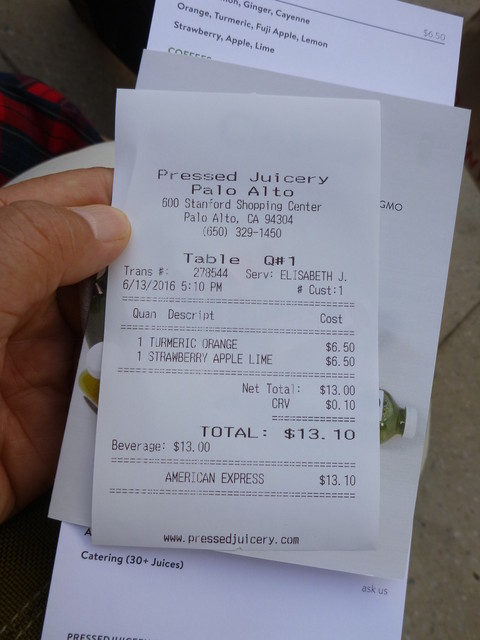 Ginger, Cayenne
Orange, Turmeric, Fuji Apple, Lemon
$6.50
Strawberry, Apple, Lime
GMO
Pressed Juicery
Palo Alto
600 Stanford Shopping Center
Palo Alto, CA 94304
(650) 329-1450
Table Q#1
Trans #: 278544 Serv: ELISABETH J.
6/13/2016 5:10 PM # Cust:1
Quan Descript Cost
1 TURMERIC ORANGE $6.50
1 STRAWBERRY APPLE LIME $6.50
Net Total: $13.00
CRV $0.10
TOTAL: $13.10
Beverage: $13.00
AMERICAN EXPRESS $13.10
www.pressedjuicery.com
Catering (30+ Juices)
ask us